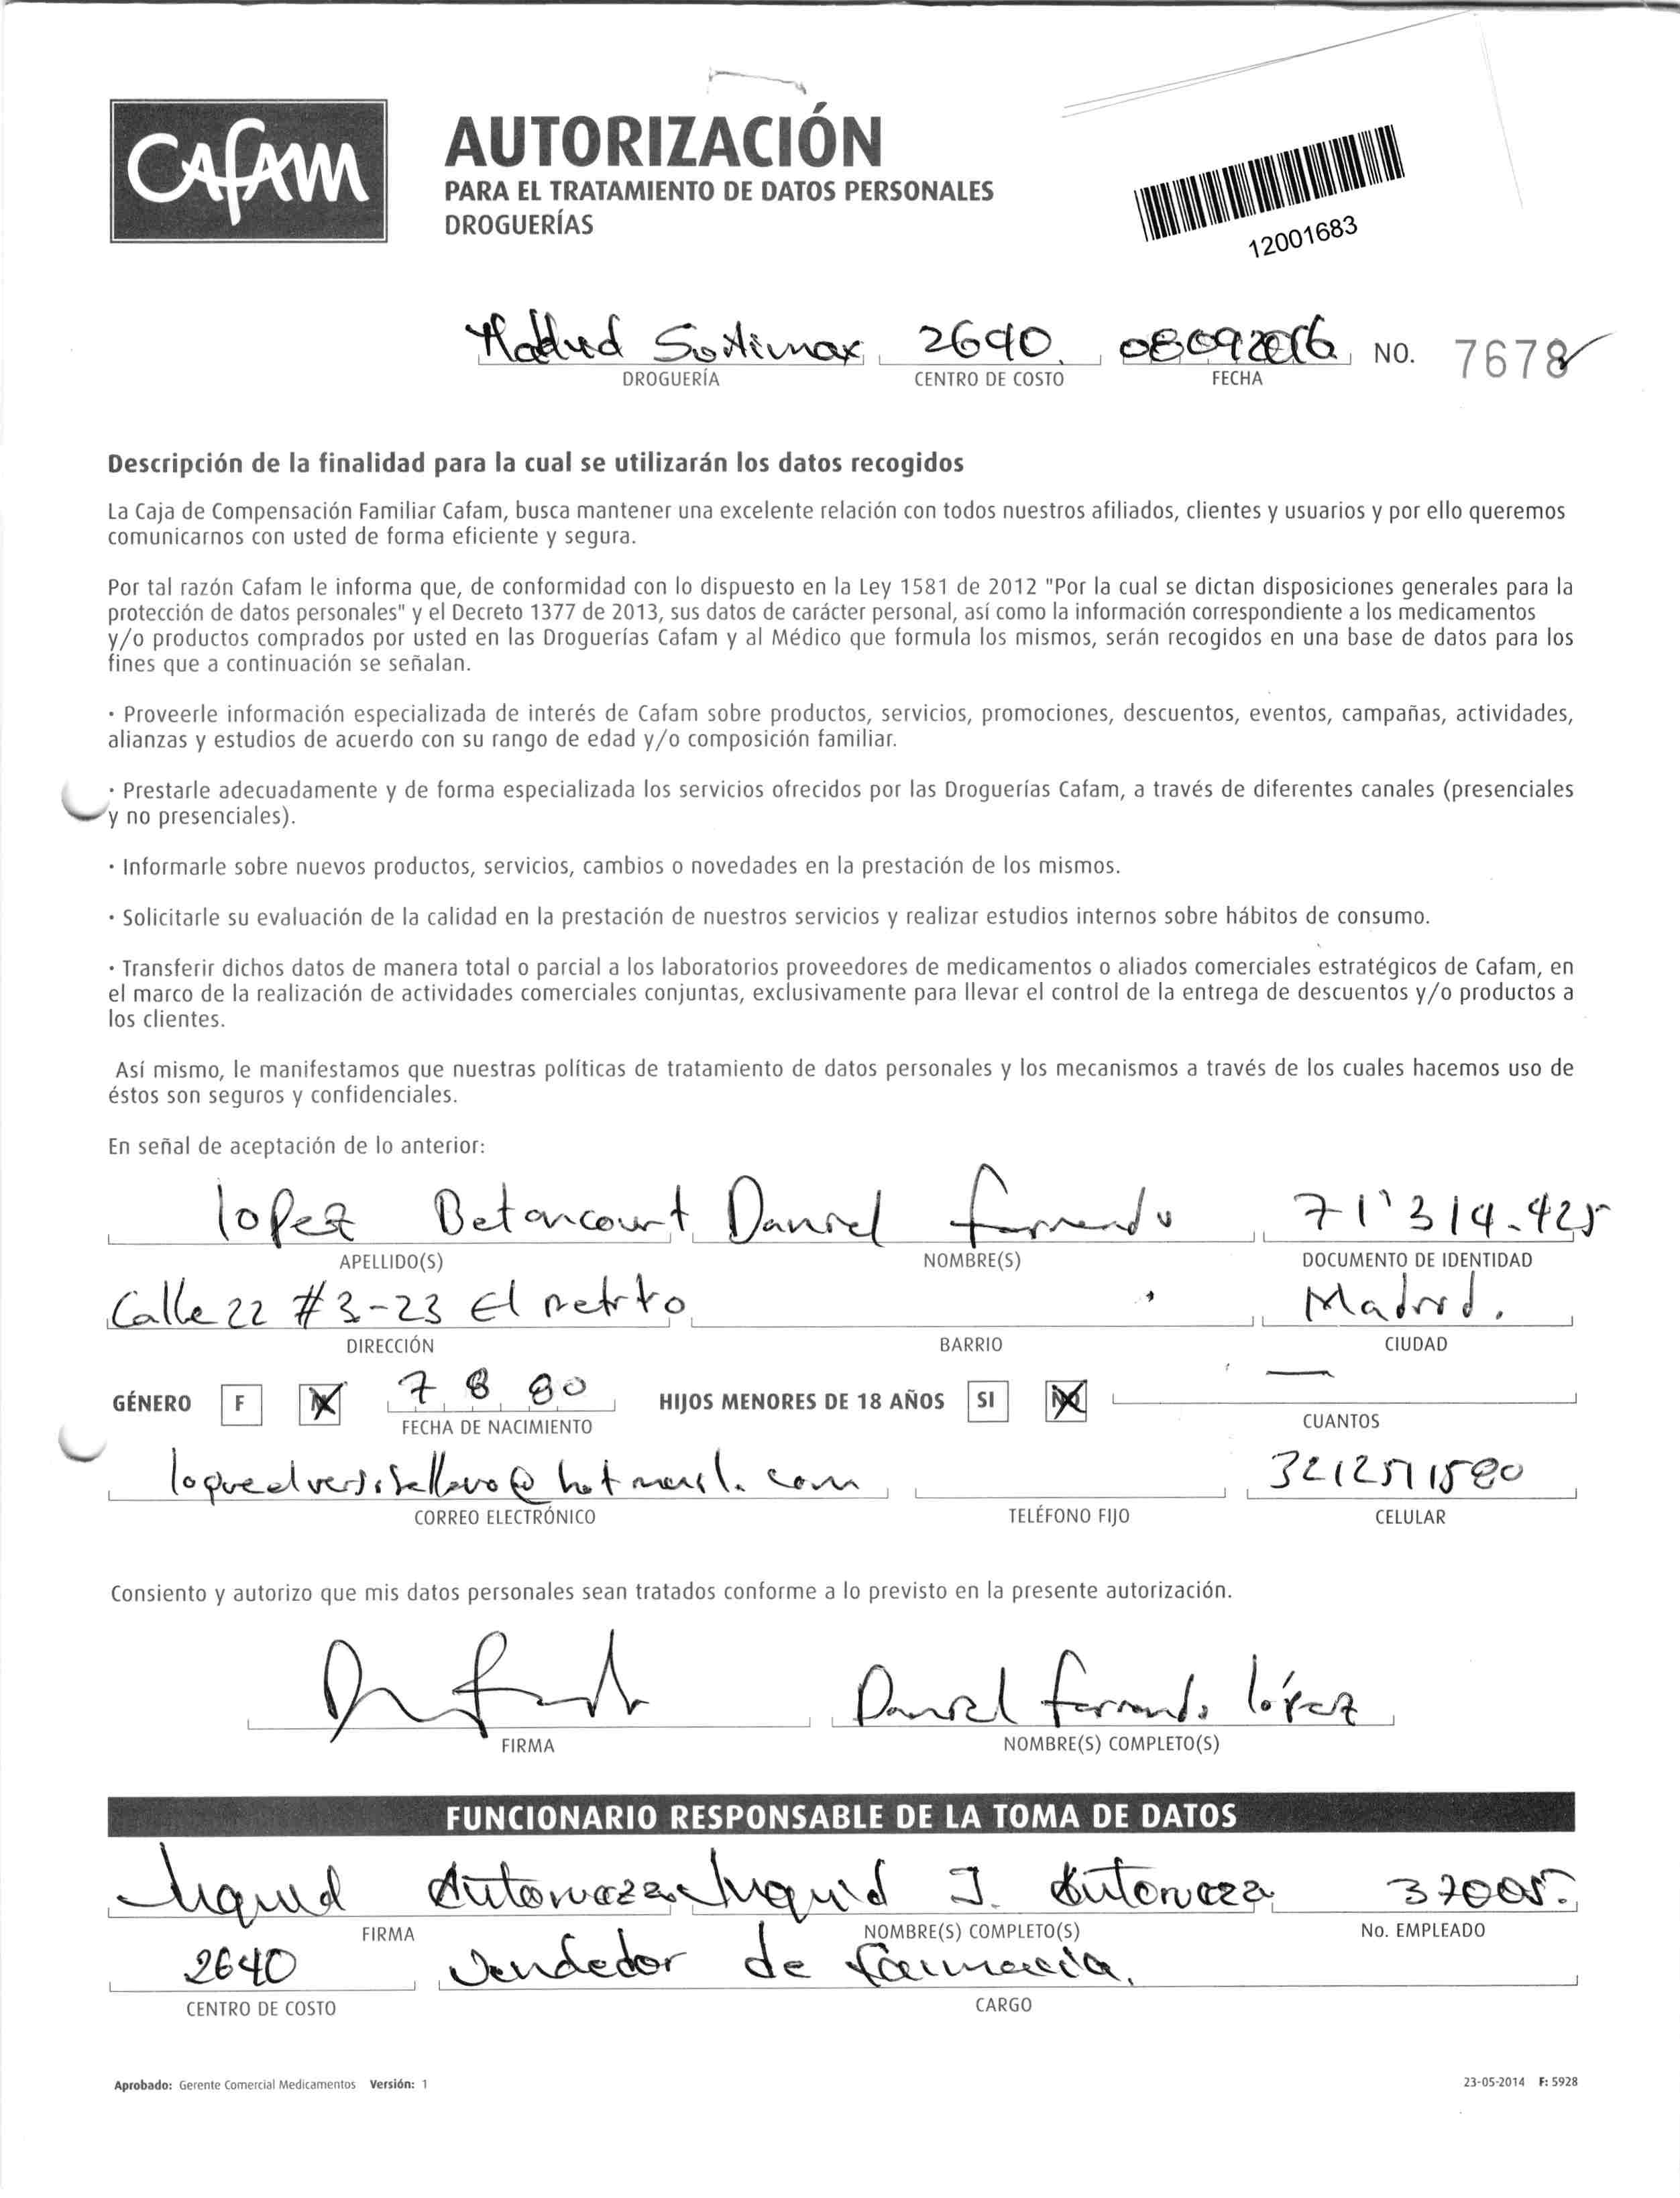 Cafam
AUTORIZACIÓN
PARA EL TRATAMIENTO DE DATOS PERSONALES
DROGUERÍAS
12001683
Madrid 2640 08092016 NO. 7678
DROGUERÍA CENTRO DE COSTO FECHA
Descripción de la finalidad para la cual se utilizarán los datos recogidos
La Caja de Compensación Familiar Cafam, busca mantener una excelente relación con todos nuestros afiliados, clientes y usuarios y por ello queremos
comunicarnos con usted de forma eficiente y segura.
Por tal razón Cafam le informa que, de conformidad con lo dispuesto en la Ley 1581 de 2012 "Por la cual se dictan disposiciones generales para la
protección de datos personales" y el Decreto 1377 de 2013, sus datos de carácter personal, así como la información correspondiente a los medicamentos
y/o productos comprados por usted en las Droguerías Cafam y al Médico que formula los mismos, serán recogidos en una base de datos para los
fines que a continuación se señalan.
· Proveerle información especializada de interés de Cafam sobre productos, servicios, promociones, descuentos, eventos, campañas, actividades,
alianzas y estudios de acuerdo con su rango de edad y/o composición familiar.
· Prestarle adecuadamente y de forma especializada los servicios ofrecidos por las Droguerías Cafam, a través de diferentes canales (presenciales
y no presenciales).
· Informarle sobre nuevos productos, servicios, cambios o novedades en la prestación de los mismos.
· Solicitarle su evaluación de la calidad en la prestación de nuestros servicios y realizar estudios internos sobre hábitos de consumo.
· Transferir dichos datos de manera total o parcial a los laboratorios proveedores de medicamentos o aliados comerciales estratégicos de Cafam, en
el marco de la realización de actividades comerciales conjuntas, exclusivamente para llevar el control de la entrega de descuentos y/o productos a
los clientes.
Así mismo, le manifestamos que nuestras políticas de tratamiento de datos personales y los mecanismos a través de los cuales hacemos uso de
éstos son seguros y confidenciales.
En señal de aceptación de lo anterior:
lopez Betancourt Daniel fernando 71'314.425
APELLIDO(S) NOMBRE(S) DOCUMENTO DE IDENTIDAD
Calle 22 #3-23 El retiro Madrid.
DIRECCIÓN BARRIO CIUDAD
GÉNERO F 7 8 80 HIJOS MENORES DE 18 AÑOS SI NO —
FECHA DE NACIMIENTO CUANTOS
@hotmail.com 3212511580
CORREO ELECTRÓNICO TELÉFONO FIJO CELULAR
Consiento y autorizo que mis datos personales sean tratados conforme a lo previsto en la presente autorización.
Daniel fernando lópez
FIRMA NOMBRE(S) COMPLETO(S)
FUNCIONARIO RESPONSABLE DE LA TOMA DE DATOS
J. 37005.
FIRMA NOMBRE(S) COMPLETO(S) No. EMPLEADO
2640 Vendedor de farmacia.
CENTRO DE COSTO CARGO
Aprobado: Gerente Comercial Medicamentos Versión: 1 23-05-2014 F: 5928